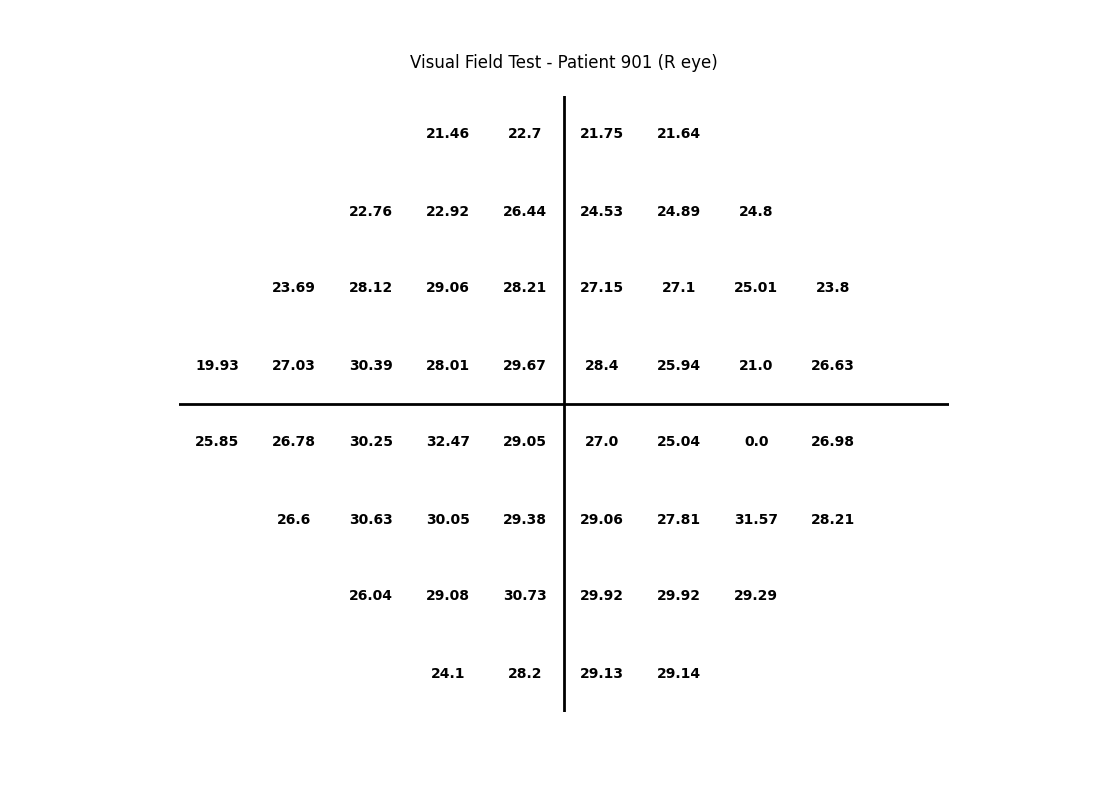 Visual Field Test - Patient 901 (R eye)
21.46 22.7 21.75 21.64
22.76 22.92 26.44 24.53 24.89 24.8
23.69 28.12 29.06 28.21 27.15 27.1 25.01 23.8
19.93 27.03 30.39 28.01 29.67 28.4 25.94 21.0 26.63
25.85 26.78 30.25 32.47 29.05 27.0 25.04 0.0 26.98
26.6 30.63 30.05 29.38 29.06 27.81 31.57 28.21
26.04 29.08 30.73 29.92 29.92 29.29
24.1 28.2 29.13 29.14